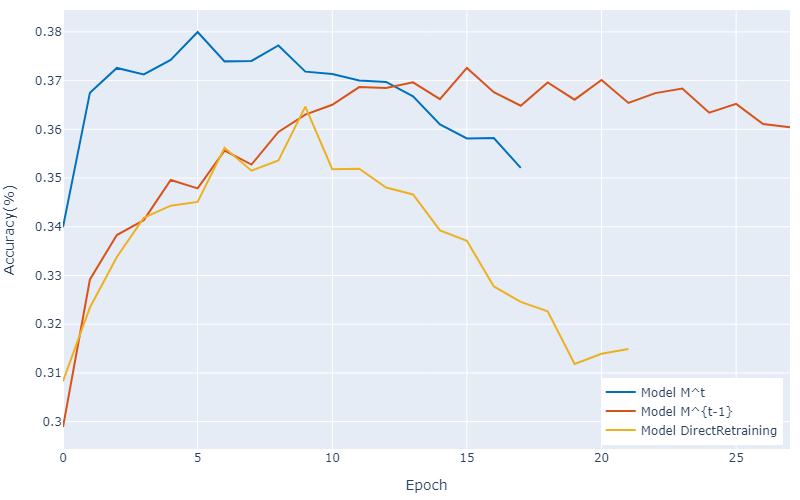 0.38
0.37
0.36
0.35
0.34
0.33
0.32
0.31
0.3
Accuracy(%)
0 5 10 15 20 25
Epoch
Model M^t
Model M^{t-1}
Model DirectRetraining